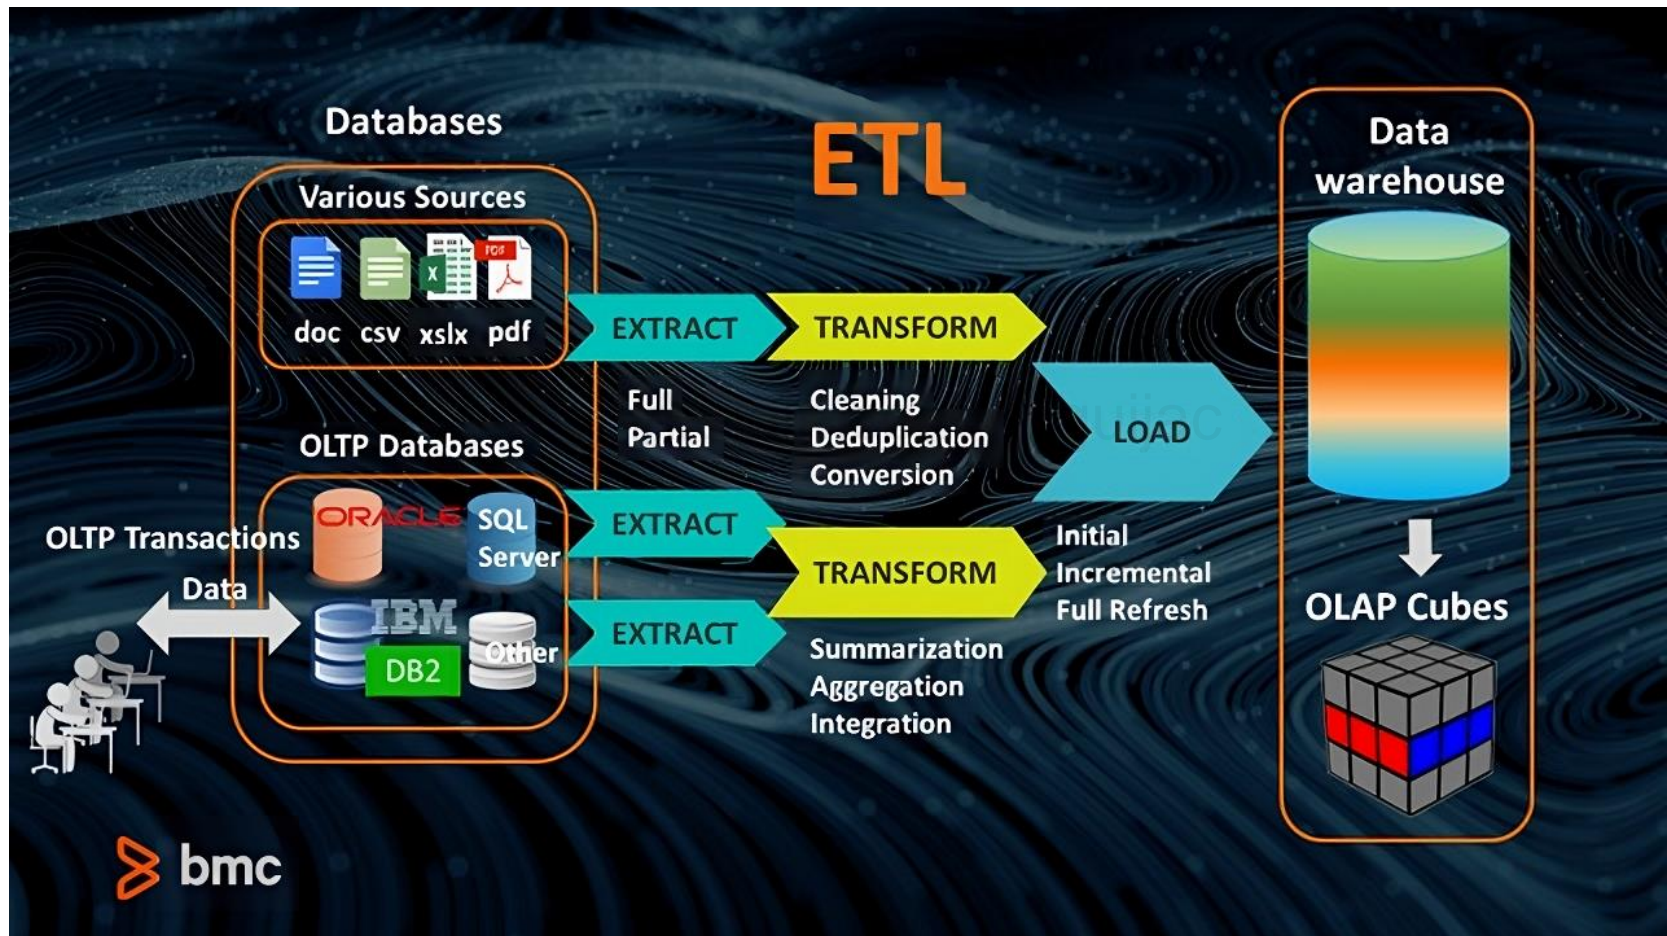 Databases
ETL
Data
warehouse
Various Sources
doc csv xslx pdf
PDF
X
EXTRACT
TRANSFORM
Full
Partial
Cleaning
Deduplication
Conversion
LOAD
OLTP Databases
ORACLE
SQL
Server
OLTP Transactions
Data
IBM
DB2
Other
EXTRACT
EXTRACT
TRANSFORM
Summarization
Aggregation
Integration
Initial
Incremental
Full Refresh
OLAP Cubes
bmc